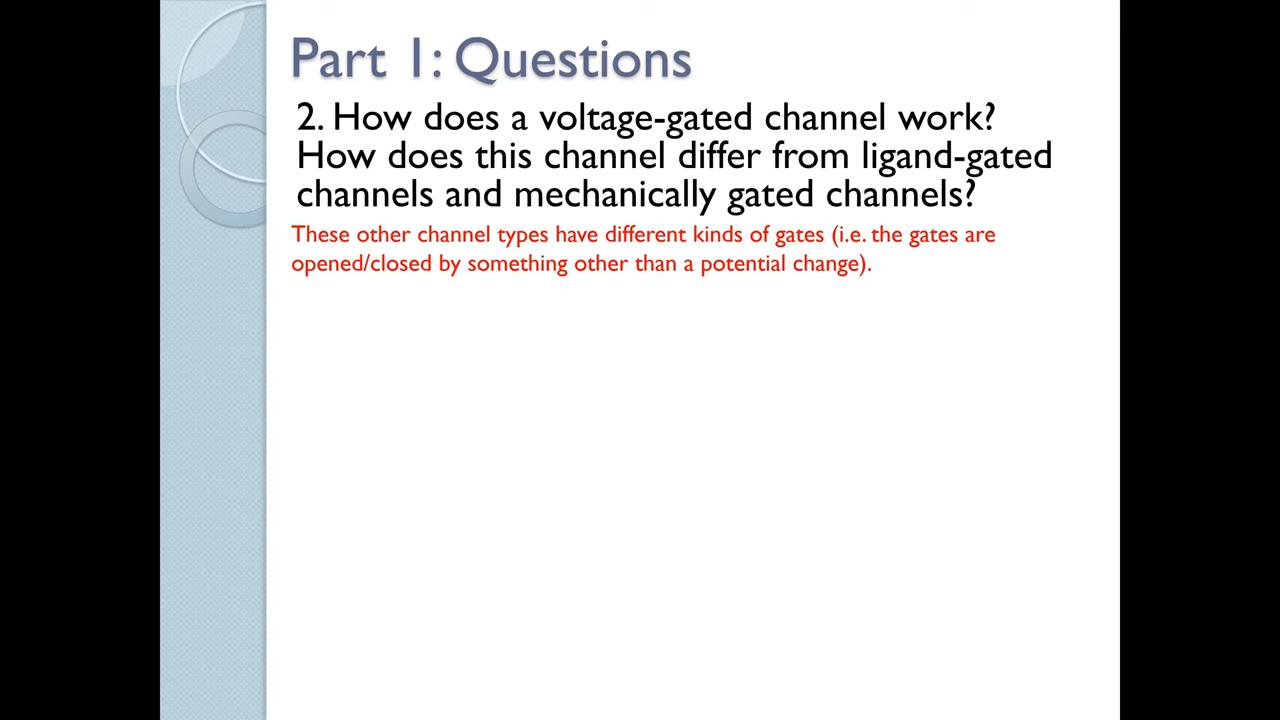 Part 1: Questions
2. How does a voltage-gated channel work?
How does this channel differ from ligand-gated
channels and mechanically gated channels?
These other channel types have different kinds of gates (i.e. the gates are
opened/closed by something other than a potential change).